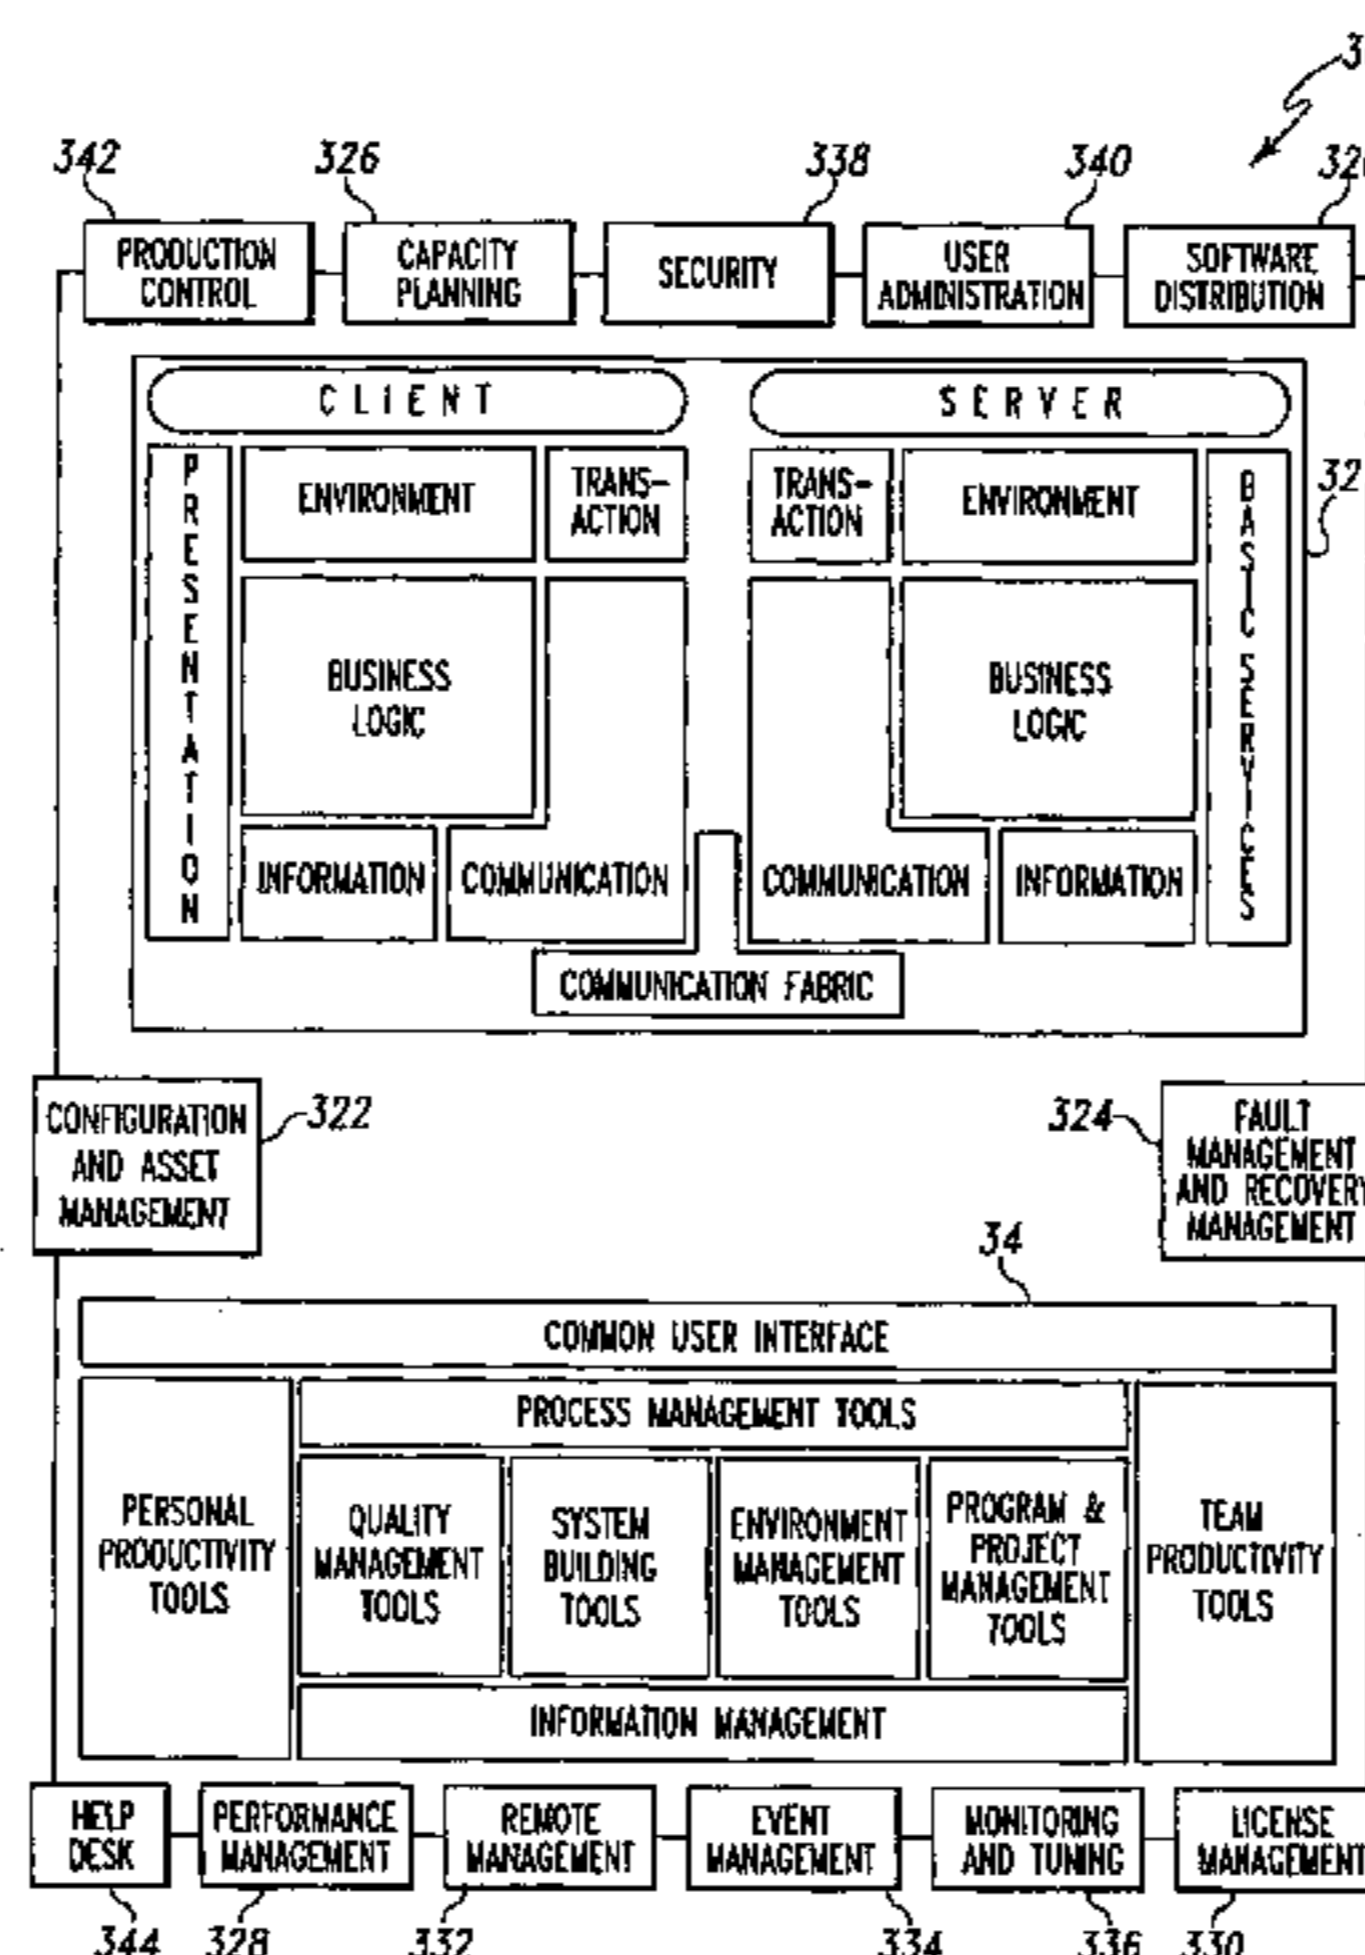 342
326
338
340
PRODUCTION
CONTROL
CAPACITY
PLANNING
SECURITY
USER
ADMINISTRATION
SOFTWARE
DISTRIBUTION
CLIENT
SERVER
PRESENTATION
ENVIRONMENT
TRANS-
ACTION
TRANS-
ACTION
ENVIRONMENT
BASIC SERVICES
32
BUSINESS
LOGIC
BUSINESS
LOGIC
INFORMATION
COMMUNICATION
COMMUNICATION
INFORMATION
COMMUNICATION FABRIC
CONFIGURATION
AND ASSET
MANAGEMENT
322
324
FAULT
MANAGEMENT
AND RECOVERY
MANAGEMENT
34
COMMON USER INTERFACE
PROCESS MANAGEMENT TOOLS
PERSONAL
PRODUCTIVITY
TOOLS
QUALITY
MANAGEMENT
TOOLS
SYSTEM
BUILDING
TOOLS
ENVIRONMENT
MANAGEMENT
TOOLS
PROGRAM &
PROJECT
MANAGEMENT
TOOLS
TEAM
PRODUCTIVITY
TOOLS
INFORMATION MANAGEMENT
HELP
DESK
PERFORMANCE
MANAGEMENT
REMOTE
MANAGEMENT
EVENT
MANAGEMENT
MONITORING
AND TUNING
LICENSE
MANAGEMENT
344
328
332
334
336
330